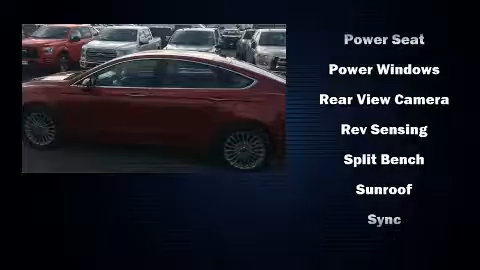 Power Seat
Power Windows
Rear View Camera
Rev Sensing
Split Bench
Sunroof
Sync